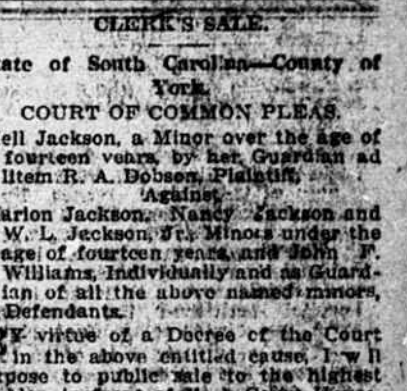 CLERK'S SALE.
ate of South Carolina—County of
York.
COURT OF COMMON PLEAS.
ell Jackson, a Minor over the age of
fourteen years, by her Guardian ad
litem R. A. Dobson, Plaintiff,
Against
arion Jackson, Nancy Jackson and
W. L. Jackson, Jr., Minors under the
age of fourteen years, and John F.
Williams, Individually and as Guard-
ian of all the above named minors,
Defendants.
Y virtue of a Decree of the Court
in the above entitled cause, I will
pose to public sale to the highest